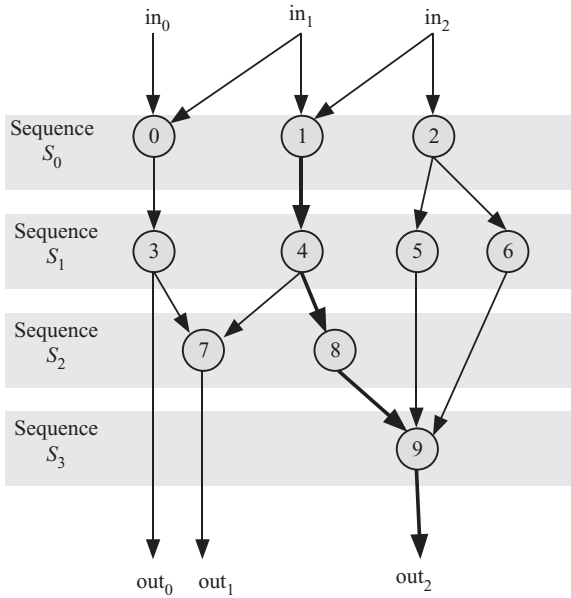 in0 in1 in2
Sequence
S0
0 1 2
Sequence
S1
3 4 5 6
Sequence
S2
7 8
Sequence
S3
9
out0 out1 out2